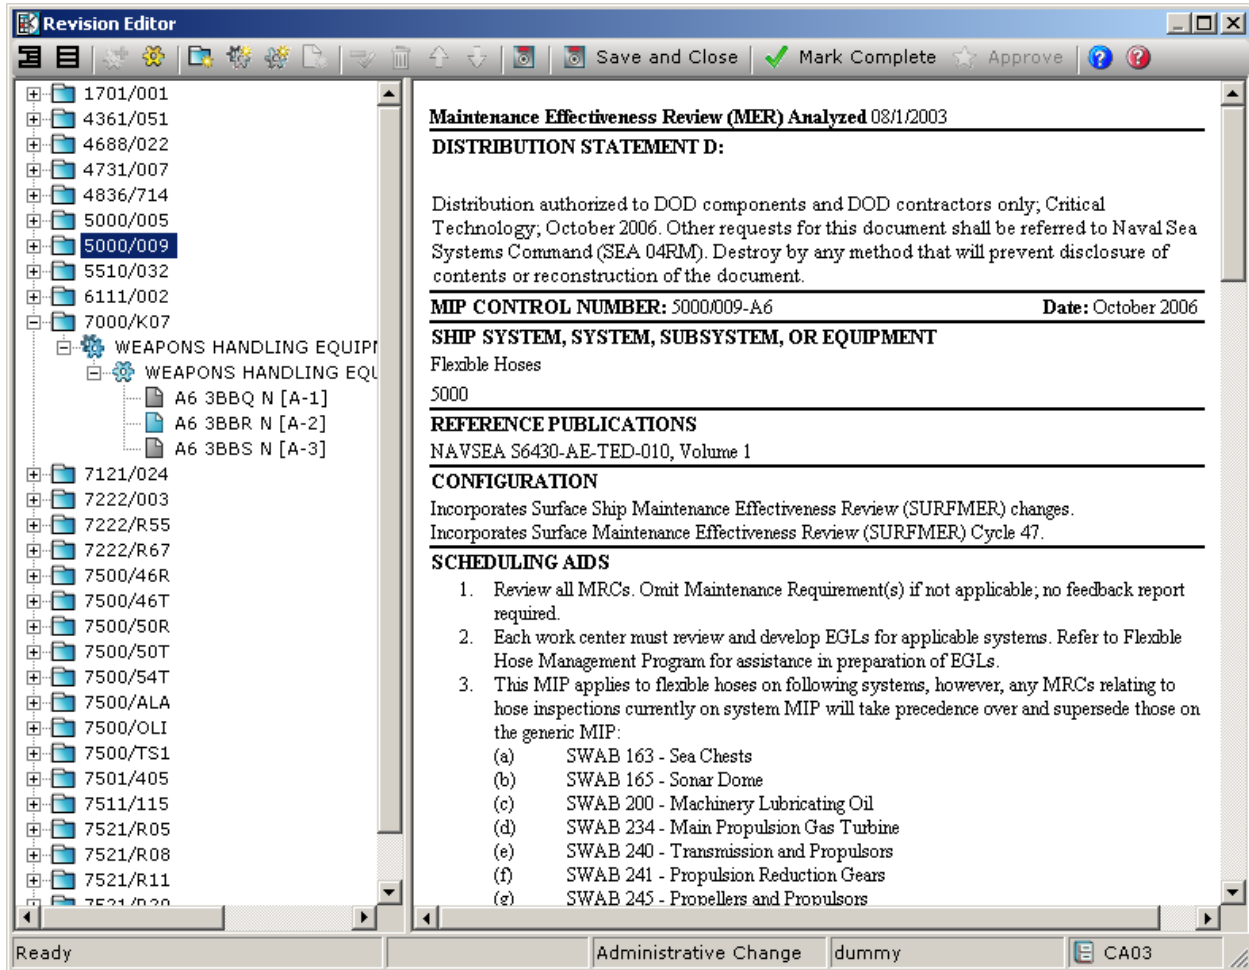 Revision Editor
Save and Close Mark Complete Approve
1701/001
4361/051
4688/022
4731/007
4836/714
5000/005
5000/009
5510/032
6111/002
7000/K07
WEAPONS HANDLING EQUIPM
WEAPONS HANDLING EQU
A6 3BBQ N [A-1]
A6 3BBR N [A-2]
A6 3BBS N [A-3]
7121/024
7222/003
7222/R55
7222/R67
7500/46R
7500/46T
7500/50R
7500/50T
7500/54T
7500/ALA
7500/OLI
7500/TS1
7501/405
7511/115
7521/R05
7521/R08
7521/R11
7521/R20
Maintenance Effectiveness Review (MER) Analyzed 08/1/2003
DISTRIBUTION STATEMENT D:
Distribution authorized to DOD components and DOD contractors only; Critical
Technology; October 2006. Other requests for this document shall be referred to Naval Sea
Systems Command (SEA 04RM). Destroy by any method that will prevent disclosure of
contents or reconstruction of the document.
MIP CONTROL NUMBER: 5000/009-A6 Date: October 2006
SHIP SYSTEM, SYSTEM, SUBSYSTEM, OR EQUIPMENT
Flexible Hoses
5000
REFERENCE PUBLICATIONS
NAVSEA S6430-AE-TED-010, Volume 1
CONFIGURATION
Incorporates Surface Ship Maintenance Effectiveness Review (SURFMER) changes.
Incorporates Surface Maintenance Effectiveness Review (SURFMER) Cycle 47.
SCHEDULING AIDS
1. Review all MRCs. Omit Maintenance Requirement(s) if not applicable; no feedback report
required.
2. Each work center must review and develop EGLs for applicable systems. Refer to Flexible
Hose Management Program for assistance in preparation of EGLs.
3. This MIP applies to flexible hoses on following systems, however, any MRCs relating to
hose inspections currently on system MIP will take precedence over and supersede those on
the generic MIP:
(a) SWAB 163 - Sea Chests
(b) SWAB 165 - Sonar Dome
(c) SWAB 200 - Machinery Lubricating Oil
(d) SWAB 234 - Main Propulsion Gas Turbine
(e) SWAB 240 - Transmission and Propulsors
(f) SWAB 241 - Propulsion Reduction Gears
(g) SWAB 245 - Propellers and Propulsors
Ready Administrative Change dummy CA03